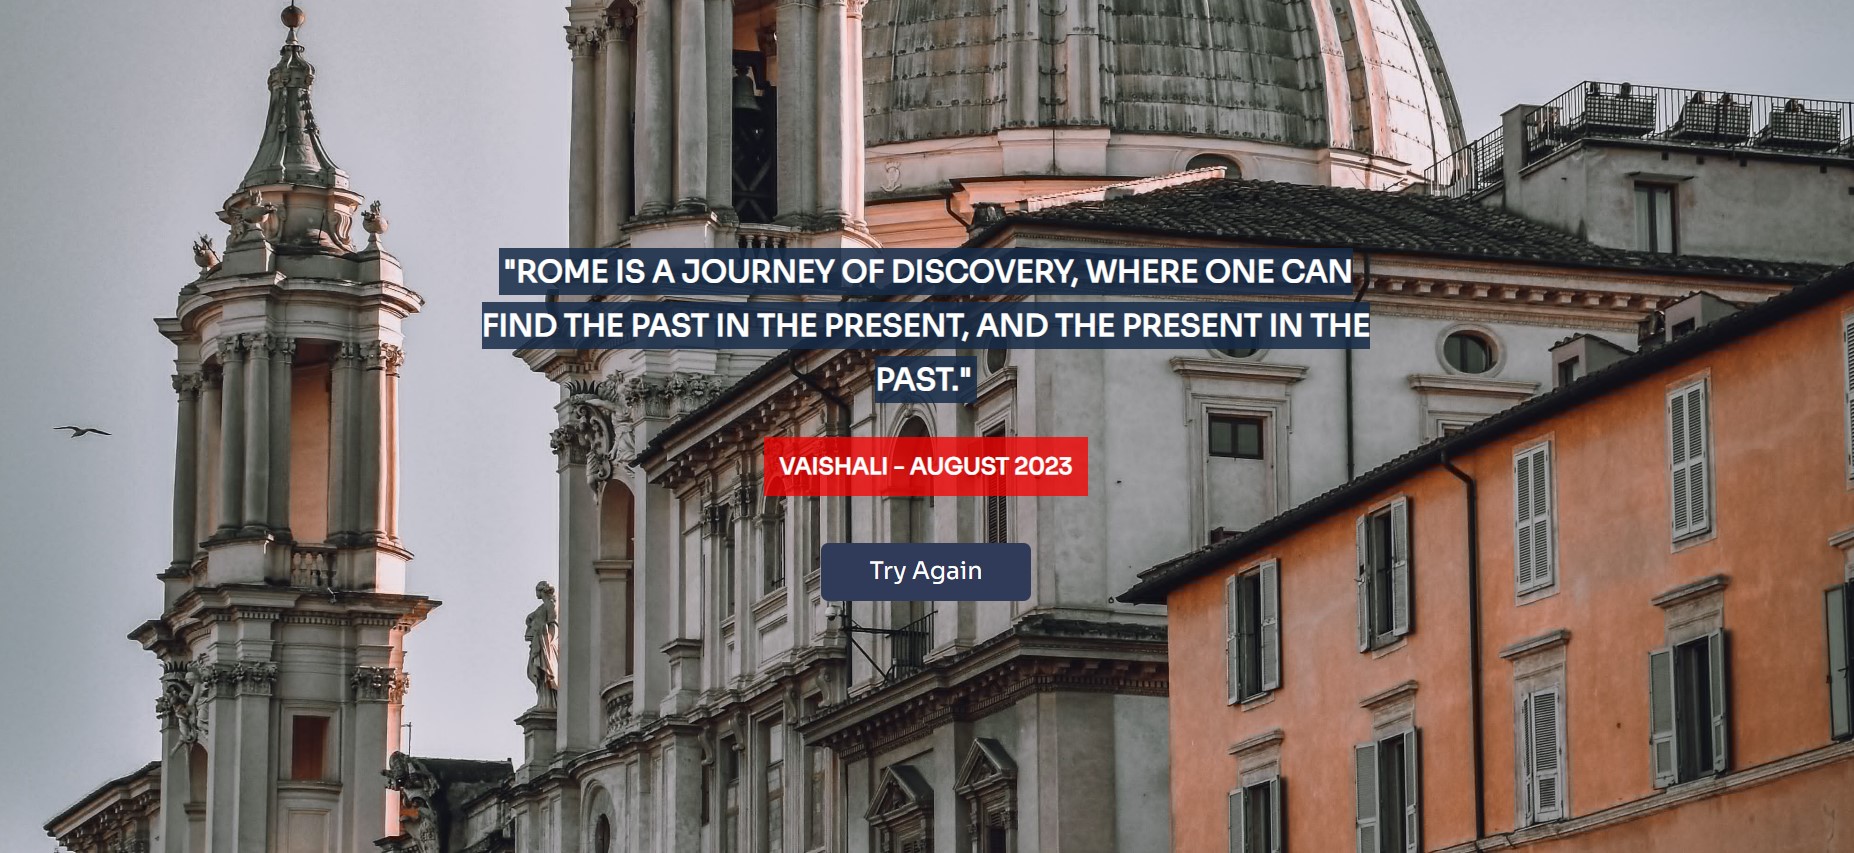 "ROME IS A JOURNEY OF DISCOVERY, WHERE ONE CAN
FIND THE PAST IN THE PRESENT, AND THE PRESENT IN THE
PAST."
VAISHALI - AUGUST 2023
Try Again